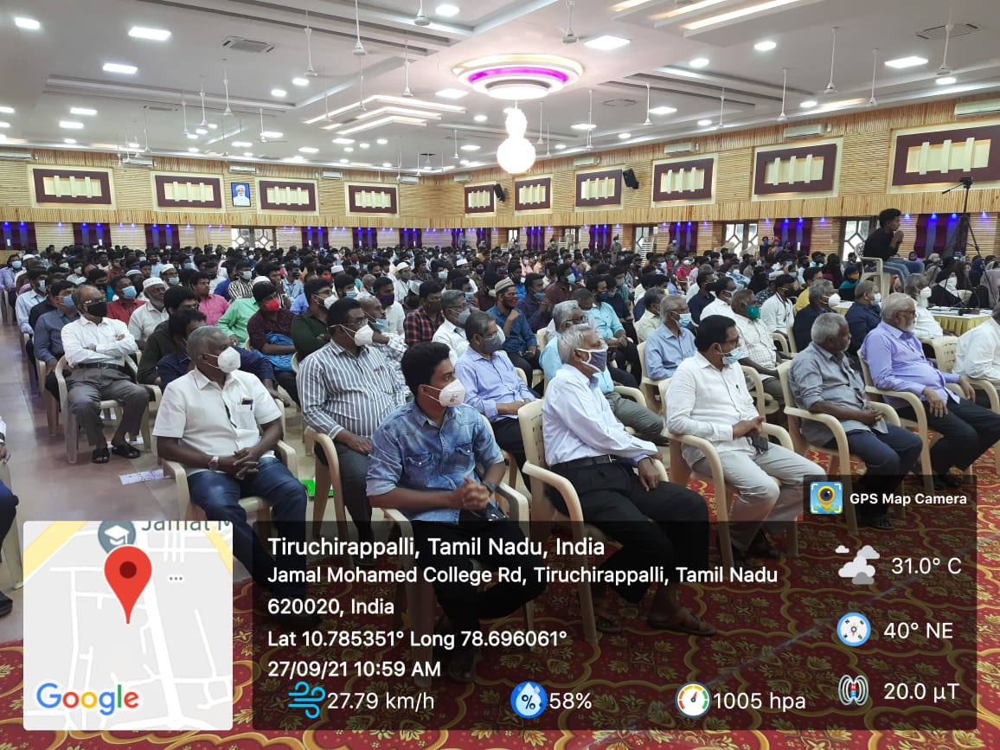 GPS Map Camera
Jamal M
Google
Tiruchirappalli, Tamil Nadu, India
Jamal Mohamed College Rd, Tiruchirappalli, Tamil Nadu
620020, India
Lat 10.785351° Long 78.696061°
27/09/21 10:59 AM
27.79 km/h
58%
1005 hpa
31.0° C
40° NE
20.0 µT